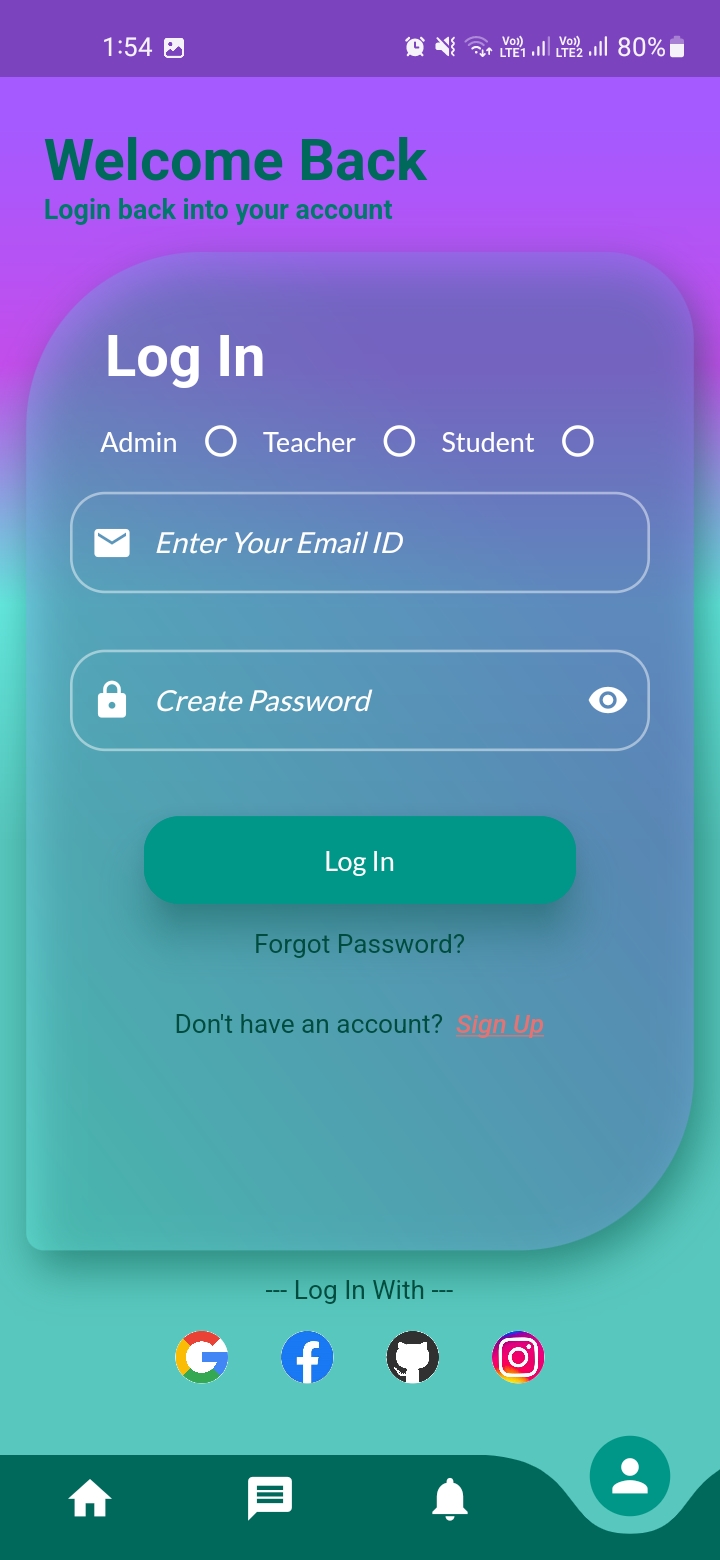 1:54 Vo)) LTE1 Vo)) LTE2 80%
Welcome Back
Login back into your account
Log In
Admin Teacher Student
Enter Your Email ID
Create Password
Log In
Forgot Password?
Don't have an account? Sign Up
--- Log In With ---